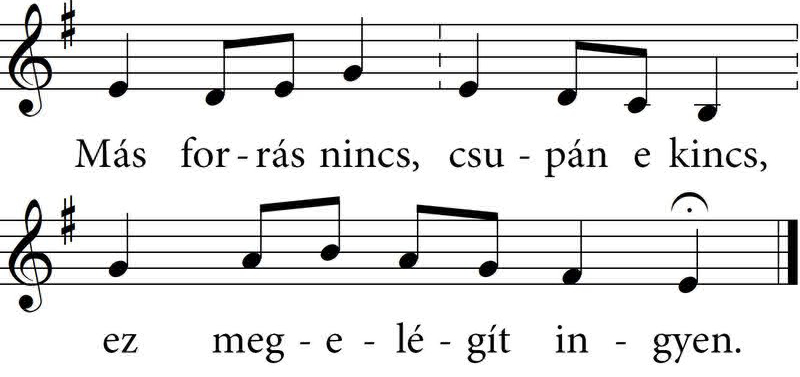 Más for - rás nincs, csu - pán e kincs,
ez meg - e - lé - gít in - gyen.